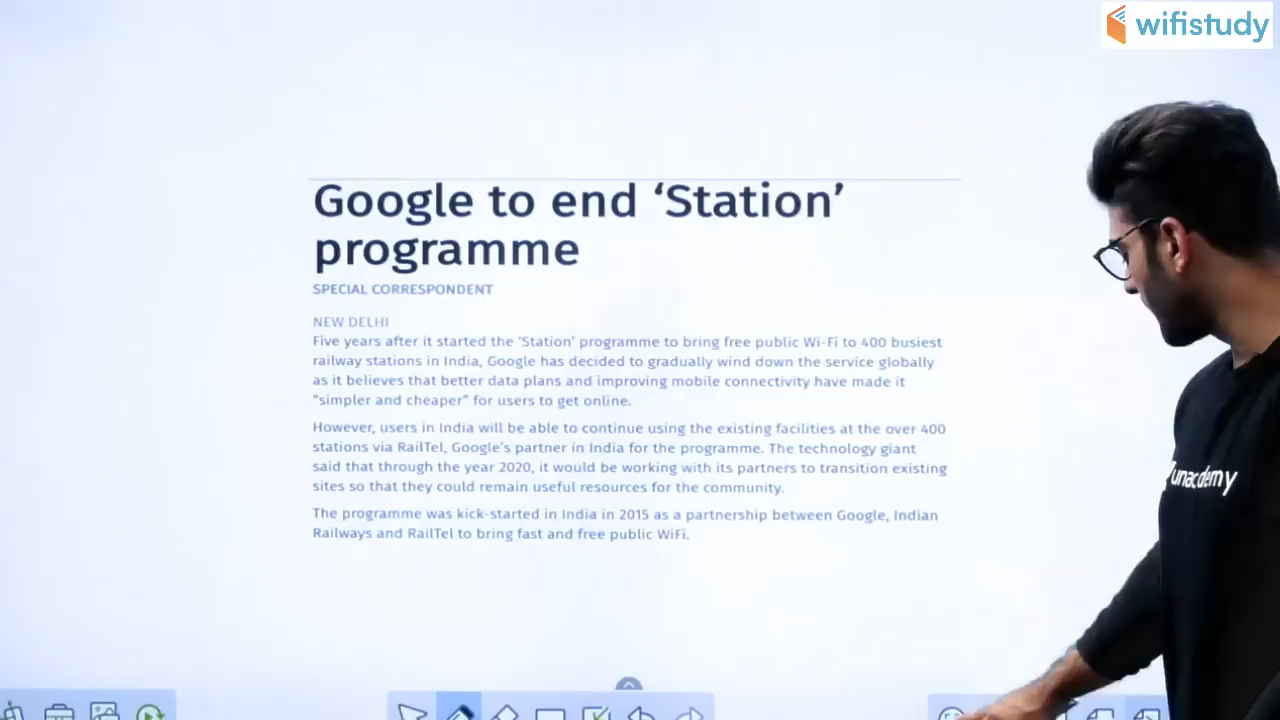 wifistudy
Google to end ‘Station’
programme
SPECIAL CORRESPONDENT
NEW DELHI
Five years after it started the ‘Station’ programme to bring free public Wi-Fi to 400 busiest
railway stations in India, Google has decided to gradually wind down the service globally
as it believes that better data plans and improving mobile connectivity have made it
“simpler and cheaper” for users to get online.
However, users in India will be able to continue using the existing facilities at the over 400
stations via RailTel, Google’s partner in India for the programme. The technology giant
said that through the year 2020, it would be working with its partners to transition existing
sites so that they could remain useful resources for the community.
The programme was kick-started in India in 2015 as a partnership between Google, Indian
Railways and RailTel to bring fast and free public WiFi.
unacademy